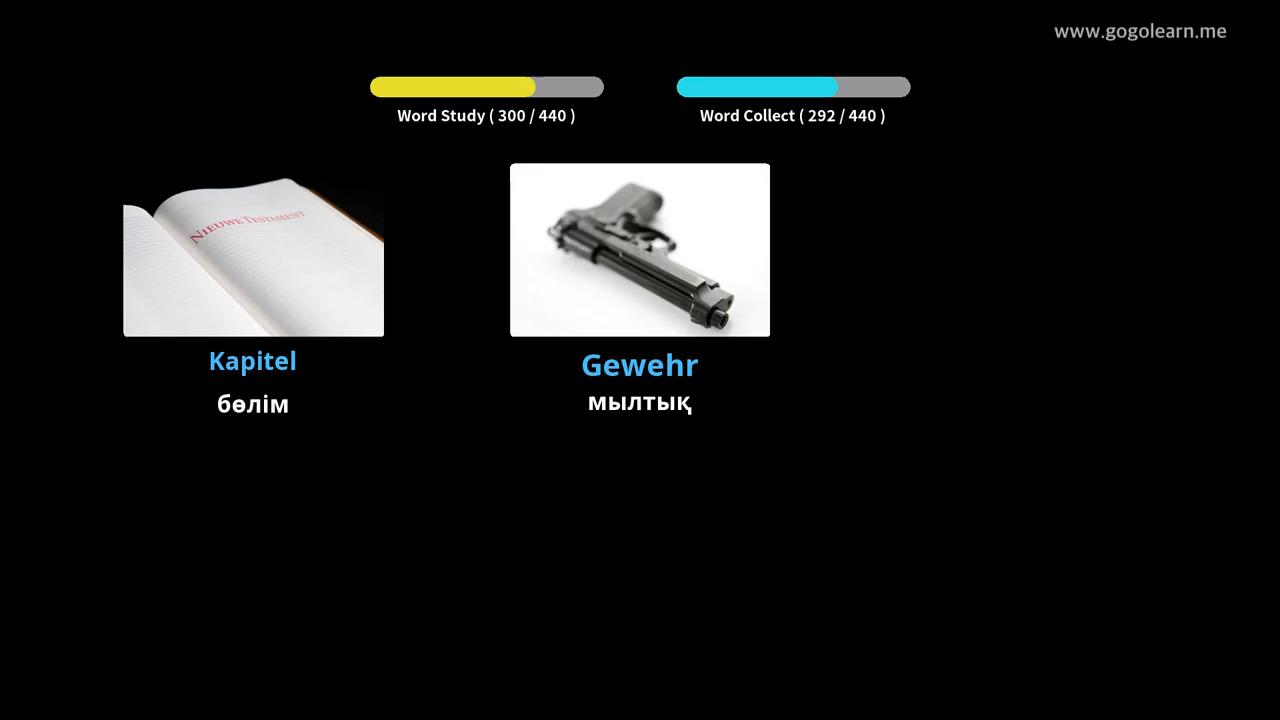 www.gogolearn.me
Word Study ( 300 / 440 )
Word Collect ( 292 / 440 )
NIEUWE TESTAMENT
Kapitel
бөлім
Gewehr
мылтық